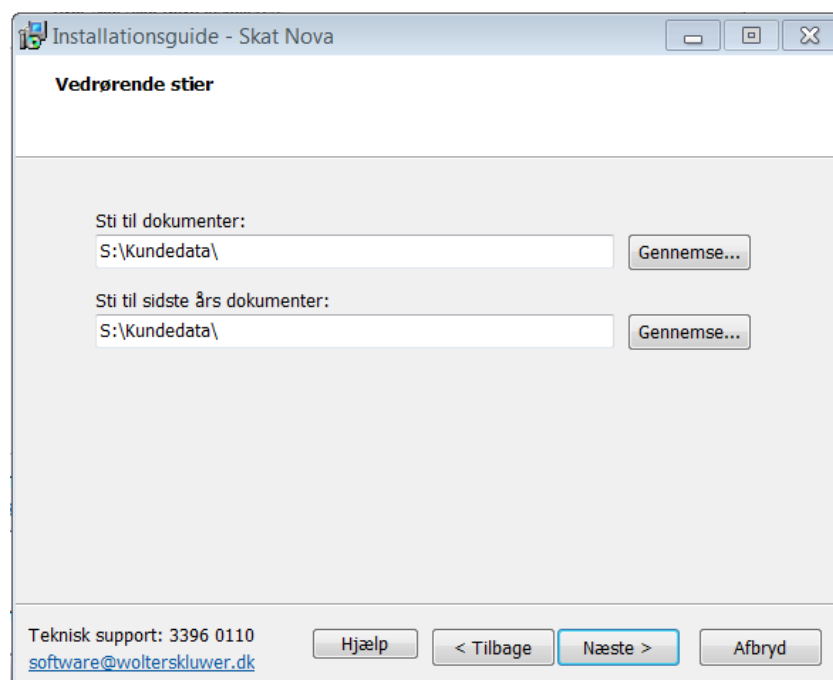 Installationsguide - Skat Nova
Vedrørende stier
Sti til dokumenter:
S:\Kundedata\
Gennemse...
Sti til sidste års dokumenter:
S:\Kundedata\
Gennemse...
Teknisk support: 3396 0110
software@wolterskluwer.dk
Hjælp
< Tilbage
Næste >
Afbryd